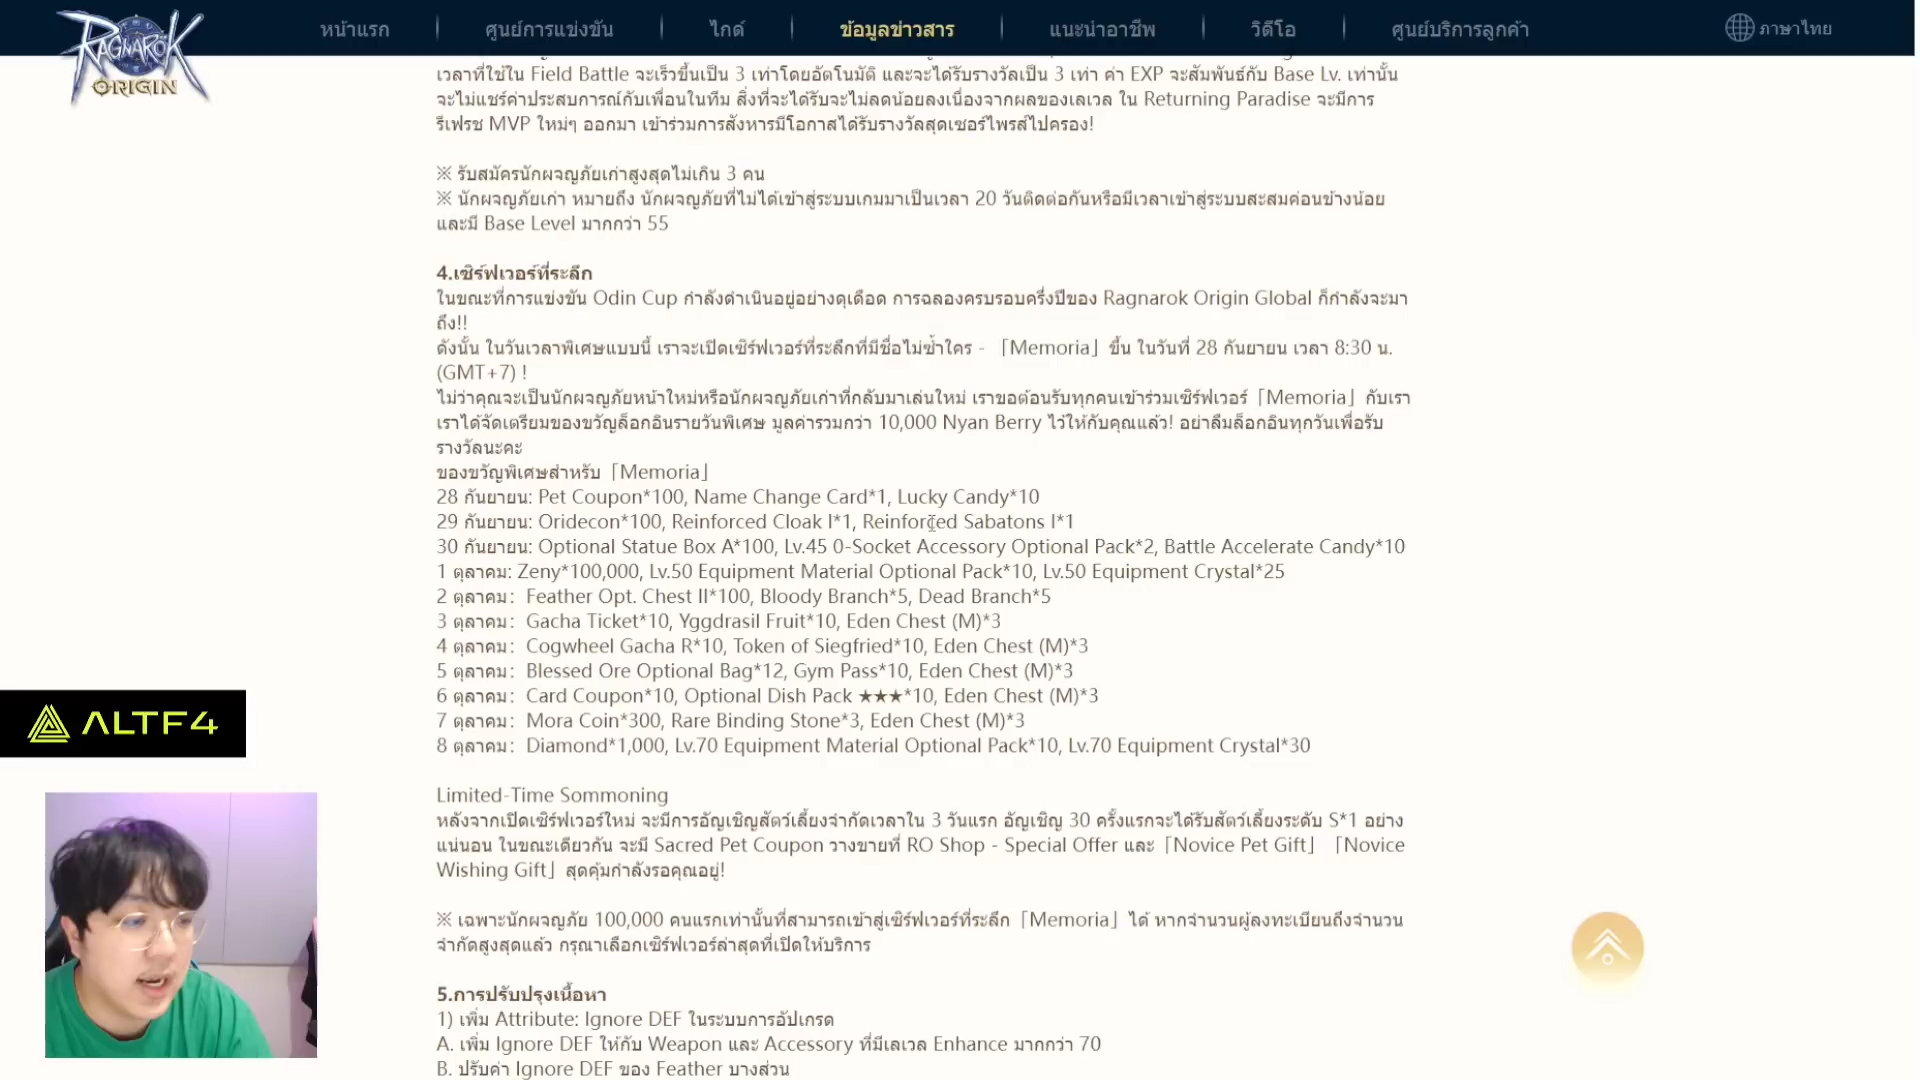 RAGNAROK
ORIGIN
หน้าแรก
ศูนย์การแข่งขัน
ไกด์
ข้อมูลข่าวสาร
แนะนำอาชีพ
วิดีโอ
ศูนย์บริการลูกค้า
ภาษาไทย
เวลาที่ใช้ใน Field Battle จะเร็วขึ้นเป็น 3 เท่าโดยอัตโนมัติ และจะได้รับรางวัลเป็น 3 เท่า ค่า EXP จะสัมพันธ์กับ Base Lv. เท่านั้น
จะไม่แชร์ค่าประสบการณ์กับเพื่อนในทีม สิ่งที่จะได้รับจะไม่ลดน้อยลงเนื่องจากผลของเลเวล ใน Returning Paradise จะมีการ
รีเฟรช MVP ใหม่ๆ ออกมา เข้าร่วมการสังหารมีโอกาสได้รับรางวัลสุดเซอร์ไพรส์ไปครอง!
※ รับสมัครนักผจญภัยเก่าสูงสุดไม่เกิน 3 คน
※ นักผจญภัยเก่า หมายถึง นักผจญภัยที่ไม่ได้เข้าสู่ระบบเกมมาเป็นเวลา 20 วันติดต่อกันหรือมีเวลาเข้าสู่ระบบสะสมค่อนข้างน้อย
และมี Base Level มากกว่า 55
4.เซิร์ฟเวอร์ที่ระลึก
ในขณะที่การแข่งขัน Odin Cup กำลังดำเนินอยู่อย่างดุเดือด การฉลองครบรอบครึ่งปีของ Ragnarok Origin Global ก็กำลังจะมา
ถึง!!
ดังนั้น ในวันเวลาพิเศษแบบนี้ เราจะเปิดเซิร์ฟเวอร์ที่ระลึกที่มีชื่อไม่ซ้ำใคร - 「Memoria」ขึ้น ในวันที่ 28 กันยายน เวลา 8:30 น.
(GMT+7) !
ไม่ว่าคุณจะเป็นนักผจญภัยหน้าใหม่หรือนักผจญภัยเก่าที่กลับมาเล่นใหม่ เราขอต้อนรับทุกคนเข้าร่วมเซิร์ฟเวอร์「Memoria」กับเรา
เราได้จัดเตรียมของขวัญล็อกอินรายวันพิเศษ มูลค่ารวมกว่า 10,000 Nyan Berry ไว้ให้กับคุณแล้ว! อย่าลืมล็อกอินทุกวันเพื่อรับ
รางวัลนะคะ
ของขวัญพิเศษสำหรับ「Memoria」
28 กันยายน: Pet Coupon*100, Name Change Card*1, Lucky Candy*10
29 กันยายน: Oridecon*100, Reinforced Cloak I*1, Reinforced Sabatons I*1
30 กันยายน: Optional Statue Box A*100, Lv.45 0-Socket Accessory Optional Pack*2, Battle Accelerate Candy*10
1 ตุลาคม: Zeny*100,000, Lv.50 Equipment Material Optional Pack*10, Lv.50 Equipment Crystal*25
2 ตุลาคม: Feather Opt. Chest II*100, Bloody Branch*5, Dead Branch*5
3 ตุลาคม: Gacha Ticket*10, Yggdrasil Fruit*10, Eden Chest (M)*3
4 ตุลาคม: Cogwheel Gacha R*10, Token of Siegfried*10, Eden Chest (M)*3
5 ตุลาคม: Blessed Ore Optional Bag*12, Gym Pass*10, Eden Chest (M)*3
6 ตุลาคม: Card Coupon*10, Optional Dish Pack ★★★*10, Eden Chest (M)*3
7 ตุลาคม: Mora Coin*300, Rare Binding Stone*3, Eden Chest (M)*3
8 ตุลาคม: Diamond*1,000, Lv.70 Equipment Material Optional Pack*10, Lv.70 Equipment Crystal*30
ALTF4
Limited-Time Sommoning
หลังจากเปิดเซิร์ฟเวอร์ใหม่ จะมีการอัญเชิญสัตว์เลี้ยงจำกัดเวลาใน 3 วันแรก อัญเชิญ 30 ครั้งแรกจะได้รับสัตว์เลี้ยงระดับ S*1 อย่าง
แน่นอน ในขณะเดียวกัน จะมี Sacred Pet Coupon วางขายที่ RO Shop - Special Offer และ「Novice Pet Gift」「Novice
Wishing Gift」สุดคุ้มกำลังรอคุณอยู่!
※ เฉพาะนักผจญภัย 100,000 คนแรกเท่านั้นที่สามารถเข้าสู่เซิร์ฟเวอร์ที่ระลึก「Memoria」ได้ หากจำนวนผู้ลงทะเบียนถึงจำนวน
จำกัดสูงสุดแล้ว กรุณาเลือกเซิร์ฟเวอร์ล่าสุดที่เปิดให้บริการ
5.การปรับปรุงเนื้อหา
1) เพิ่ม Attribute: Ignore DEF ในระบบการอัปเกรด
A. เพิ่ม Ignore DEF ให้กับ Weapon และ Accessory ที่มีเลเวล Enhance มากกว่า 70
B. ปรับค่า Ignore DEF ของ Feather บางส่วน